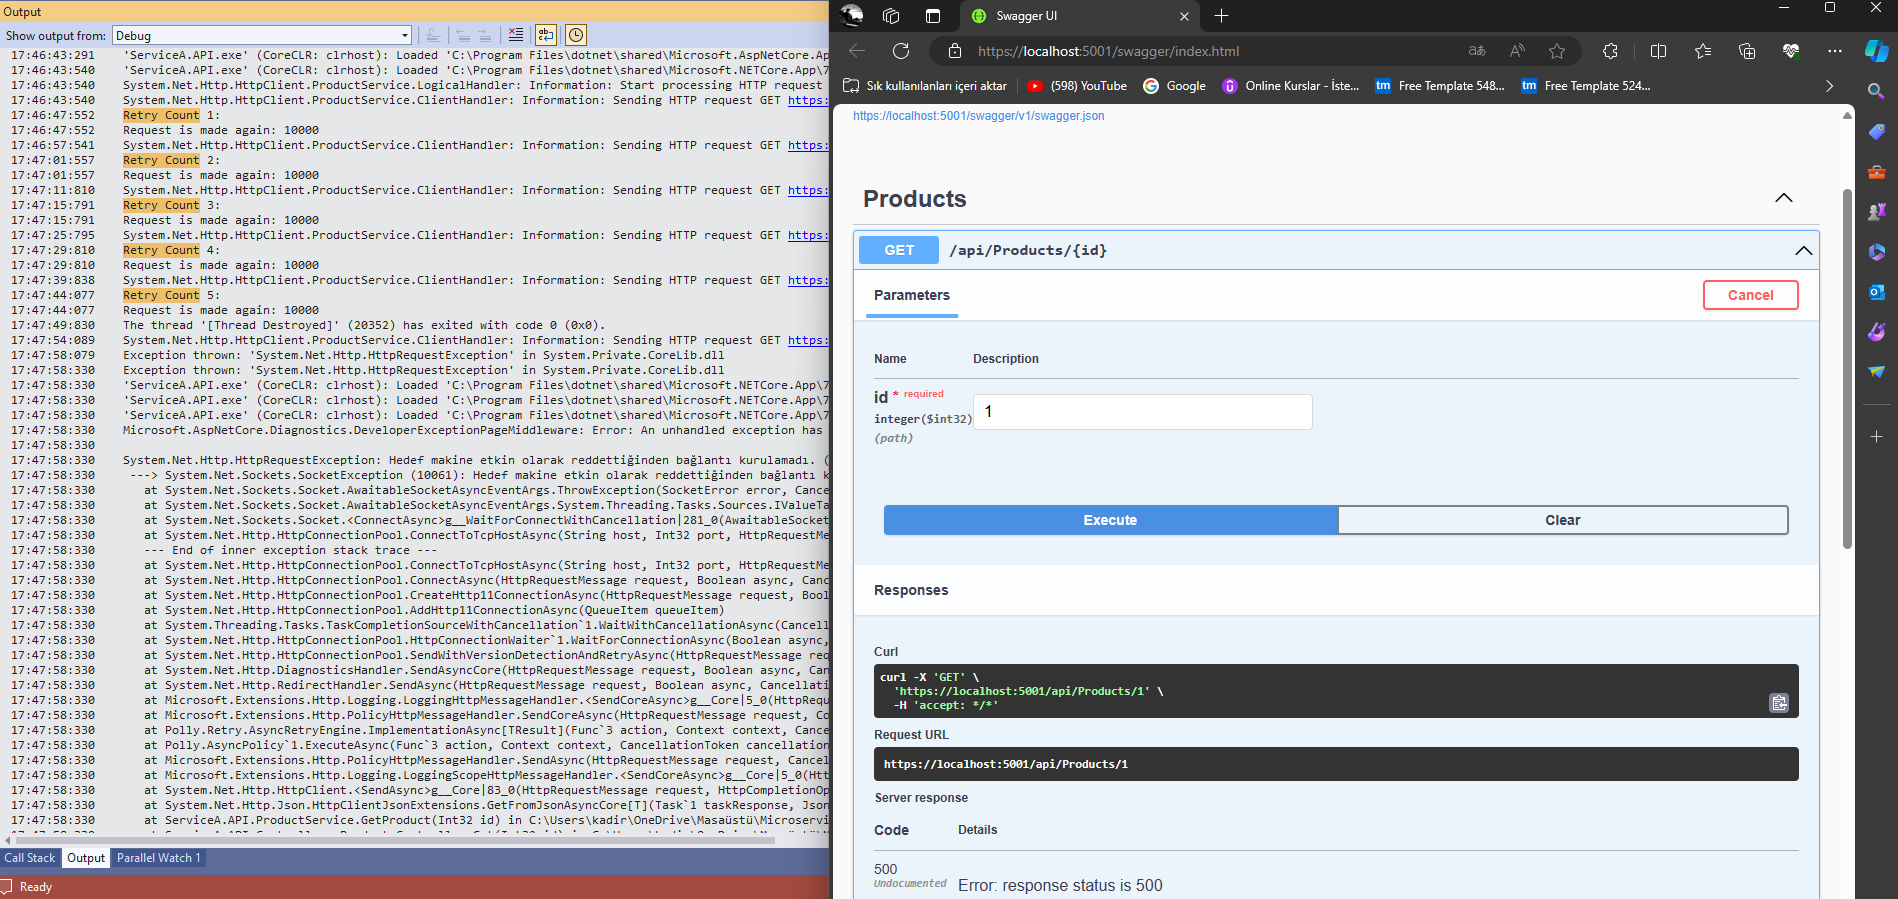 Output
Show output from: Debug
17:46:43:291 'ServiceA.API.exe' (CoreCLR: clrhost): Loaded 'C:\Program Files\dotnet\shared\Microsoft.AspNetCore.Ap
17:46:43:540 'ServiceA.API.exe' (CoreCLR: clrhost): Loaded 'C:\Program Files\dotnet\shared\Microsoft.NETCore.App\7
17:46:43:540 System.Net.Http.HttpClient.ProductService.LogicalHandler: Information: Start processing HTTP request
17:46:43:540 System.Net.Http.HttpClient.ProductService.ClientHandler: Information: Sending HTTP request GET https:
17:46:47:552 Retry Count 1:
17:46:47:552 Request is made again: 10000
17:46:57:541 System.Net.Http.HttpClient.ProductService.ClientHandler: Information: Sending HTTP request GET https:
17:47:01:557 Retry Count 2:
17:47:01:557 Request is made again: 10000
17:47:11:810 System.Net.Http.HttpClient.ProductService.ClientHandler: Information: Sending HTTP request GET https:
17:47:15:791 Retry Count 3:
17:47:15:791 Request is made again: 10000
17:47:25:795 System.Net.Http.HttpClient.ProductService.ClientHandler: Information: Sending HTTP request GET https:
17:47:29:810 Retry Count 4:
17:47:29:810 Request is made again: 10000
17:47:39:838 System.Net.Http.HttpClient.ProductService.ClientHandler: Information: Sending HTTP request GET https:
17:47:44:077 Retry Count 5:
17:47:44:077 Request is made again: 10000
17:47:49:830 The thread '[Thread Destroyed]' (20352) has exited with code 0 (0x0).
17:47:54:089 System.Net.Http.HttpClient.ProductService.ClientHandler: Information: Sending HTTP request GET https:
17:47:58:079 Exception thrown: 'System.Net.Http.HttpRequestException' in System.Private.CoreLib.dll
17:47:58:330 Exception thrown: 'System.Net.Http.HttpRequestException' in System.Private.CoreLib.dll
17:47:58:330 'ServiceA.API.exe' (CoreCLR: clrhost): Loaded 'C:\Program Files\dotnet\shared\Microsoft.NETCore.App\7
17:47:58:330 'ServiceA.API.exe' (CoreCLR: clrhost): Loaded 'C:\Program Files\dotnet\shared\Microsoft.NETCore.App\7
17:47:58:330 'ServiceA.API.exe' (CoreCLR: clrhost): Loaded 'C:\Program Files\dotnet\shared\Microsoft.NETCore.App\7
17:47:58:330 Microsoft.AspNetCore.Diagnostics.DeveloperExceptionPageMiddleware: Error: An unhandled exception has
17:47:58:330
17:47:58:330 System.Net.Http.HttpRequestException: Hedef makine etkin olarak reddettiğinden bağlantı kurulamadı. (
17:47:58:330 ---> System.Net.Sockets.SocketException (10061): Hedef makine etkin olarak reddettiğinden bağlantı k
17:47:58:330 at System.Net.Sockets.Socket.AwaitableSocketAsyncEventArgs.ThrowException(SocketError error, Cance
17:47:58:330 at System.Net.Sockets.Socket.AwaitableSocketAsyncEventArgs.System.Threading.Tasks.Sources.IValueTa
17:47:58:330 at System.Net.Sockets.Socket.<ConnectAsync>g__WaitForConnectWithCancellation|281_0(AwaitableSocket
17:47:58:330 at System.Net.Http.HttpConnectionPool.ConnectToTcpHostAsync(String host, Int32 port, HttpRequestMe
17:47:58:330 --- End of inner exception stack trace ---
17:47:58:330 at System.Net.Http.HttpConnectionPool.ConnectToTcpHostAsync(String host, Int32 port, HttpRequestMe
17:47:58:330 at System.Net.Http.HttpConnectionPool.ConnectAsync(HttpRequestMessage request, Boolean async, Canc
17:47:58:330 at System.Net.Http.HttpConnectionPool.CreateHttp11ConnectionAsync(HttpRequestMessage request, Bool
17:47:58:330 at System.Net.Http.HttpConnectionPool.AddHttp11ConnectionAsync(QueueItem queueItem)
17:47:58:330 at System.Threading.Tasks.TaskCompletionSourceWithCancellation`1.WaitWithCancellationAsync(Cancell
17:47:58:330 at System.Net.Http.HttpConnectionPool.HttpConnectionWaiter`1.WaitForConnectionAsync(Boolean async,
17:47:58:330 at System.Net.Http.HttpConnectionPool.SendWithVersionDetectionAndRetryAsync(HttpRequestMessage req
17:47:58:330 at System.Net.Http.DiagnosticsHandler.SendAsyncCore(HttpRequestMessage request, Boolean async, Can
17:47:58:330 at System.Net.Http.RedirectHandler.SendAsync(HttpRequestMessage request, Boolean async, Cancellati
17:47:58:330 at Microsoft.Extensions.Http.Logging.LoggingHttpMessageHandler.<SendCoreAsync>g__Core|5_0(HttpRequ
17:47:58:330 at Microsoft.Extensions.Http.PolicyHttpMessageHandler.SendCoreAsync(HttpRequestMessage request, Co
17:47:58:330 at Polly.Retry.AsyncRetryEngine.ImplementationAsync[TResult](Func`3 action, Context context, Cance
17:47:58:330 at Polly.AsyncPolicy`1.ExecuteAsync(Func`3 action, Context context, CancellationToken cancellation
17:47:58:330 at Microsoft.Extensions.Http.PolicyHttpMessageHandler.SendAsync(HttpRequestMessage request, Cancel
17:47:58:330 at Microsoft.Extensions.Http.Logging.LoggingScopeHttpMessageHandler.<SendCoreAsync>g__Core|5_0(Htt
17:47:58:330 at System.Net.Http.HttpClient.<SendAsync>g__Core|83_0(HttpRequestMessage request, HttpCompletionOp
17:47:58:330 at System.Net.Http.Json.HttpClientJsonExtensions.GetFromJsonAsyncCore[T](Task`1 taskResponse, Json
17:47:58:330 at ServiceA.API.ProductService.GetProduct(Int32 id) in C:\Users\kadir\OneDrive\Masaüstü\Microservi
Call Stack Output Parallel Watch 1
Ready
Swagger UI
https://localhost:5001/swagger/index.html
Sık kullanılanları içeri aktar
(598) YouTube
Google
Online Kurslar - İste...
tm Free Template 548...
tm Free Template 524...
https://localhost:5001/swagger/v1/swagger.json
Products
GET /api/Products/{id}
Parameters
Cancel
Name Description
id * required
integer($int32)
(path)
1
Execute
Clear
Responses
Curl
curl -X 'GET' \
'https://localhost:5001/api/Products/1' \
-H 'accept: */*'
Request URL
https://localhost:5001/api/Products/1
Server response
Code Details
500
Undocumented
Error: response status is 500